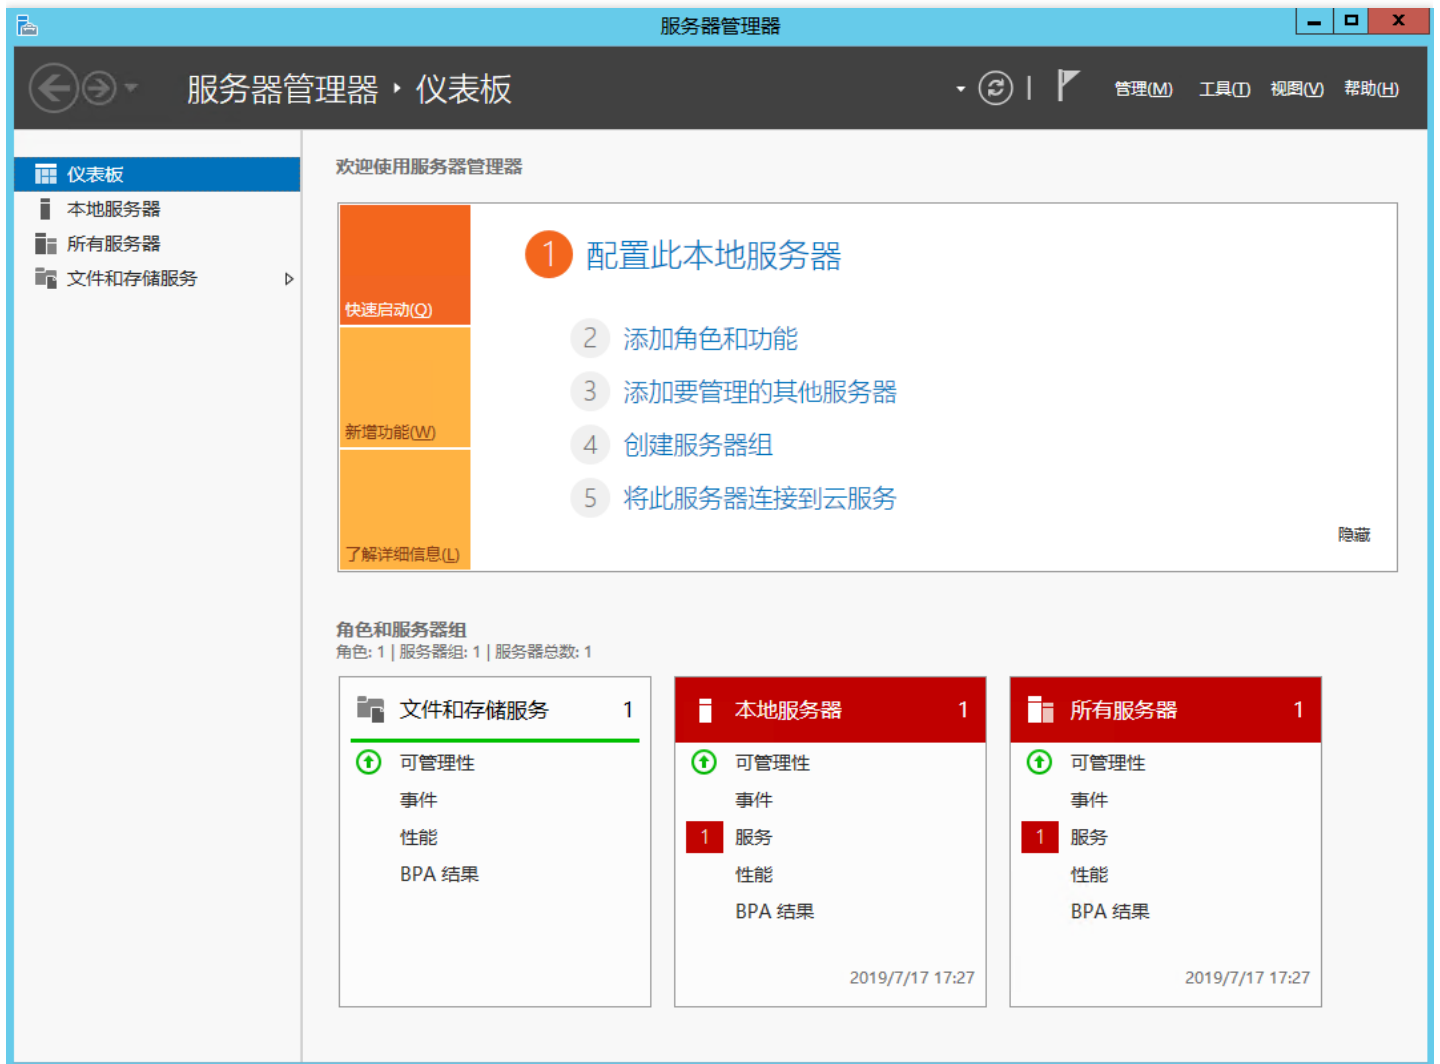 服务器管理器
服务器管理器 ‣ 仪表板
管理(M) 工具(T) 视图(V) 帮助(H)
仪表板
本地服务器
所有服务器
文件和存储服务
欢迎使用服务器管理器
快速启动(Q)
新增功能(W)
了解详细信息(L)
1 配置此本地服务器
2 添加角色和功能
3 添加要管理的其他服务器
4 创建服务器组
5 将此服务器连接到云服务
隐藏
角色和服务器组
角色: 1 | 服务器组: 1 | 服务器总数: 1
文件和存储服务 1
可管理性
事件
性能
BPA 结果
本地服务器 1
可管理性
事件
1 服务
性能
BPA 结果
2019/7/17 17:27
所有服务器 1
可管理性
事件
1 服务
性能
BPA 结果
2019/7/17 17:27